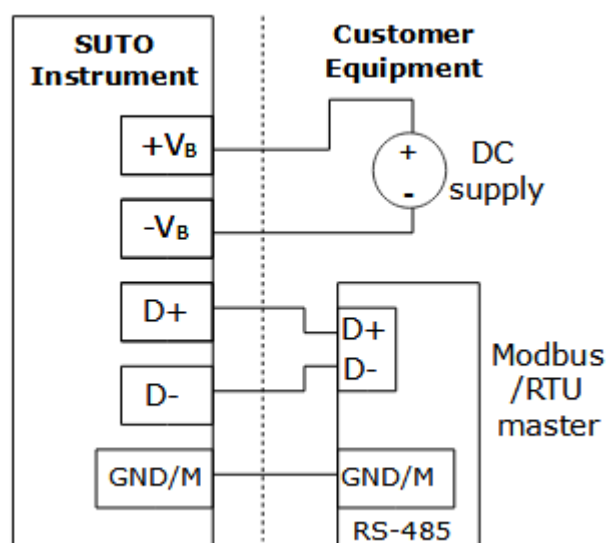 SUTO
Instrument
Customer
Equipment
+VB
-VB
D+
D-
GND/M
+
-
DC
supply
D+
D-
GND/M
RS-485
Modbus
/RTU
master